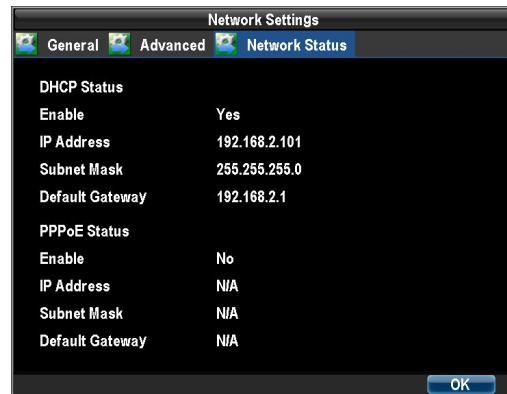 Network Settings
General Advanced Network Status
DHCP Status
Enable Yes
IP Address 192.168.2.101
Subnet Mask 255.255.255.0
Default Gateway 192.168.2.1
PPPoE Status
Enable No
IP Address N/A
Subnet Mask N/A
Default Gateway N/A
OK